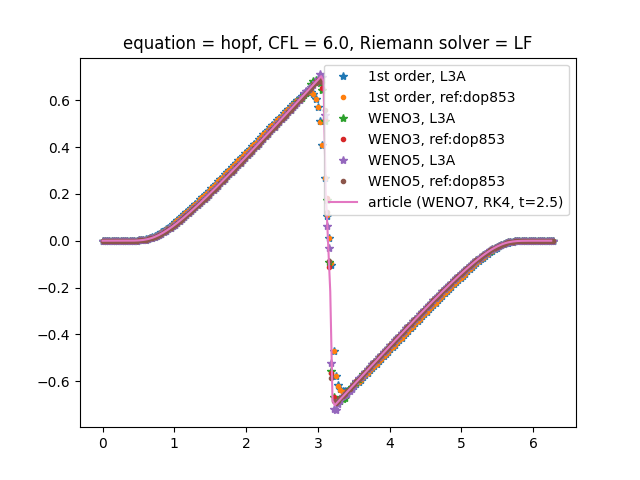 equation = hopf, CFL = 6.0, Riemann solver = LF
1st order, L3A
1st order, ref:dop853
WENO3, L3A
WENO3, ref:dop853
WENO5, L3A
WENO5, ref:dop853
article (WENO7, RK4, t=2.5)
0.6
0.4
0.2
0.0
−0.2
−0.4
−0.6
0 1 2 3 4 5 6